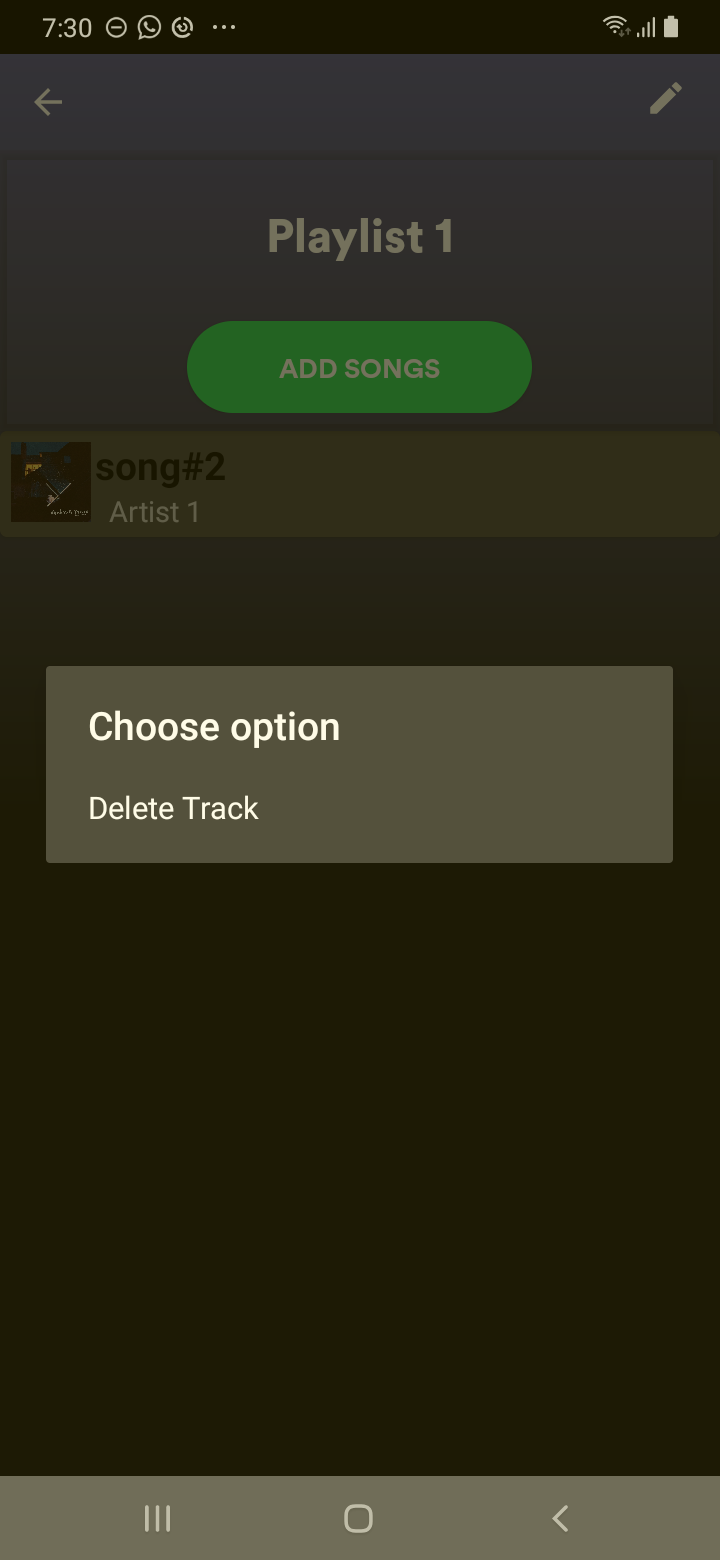 7:30
Playlist 1
ADD SONGS
song#2
Artist 1
Choose option
Delete Track